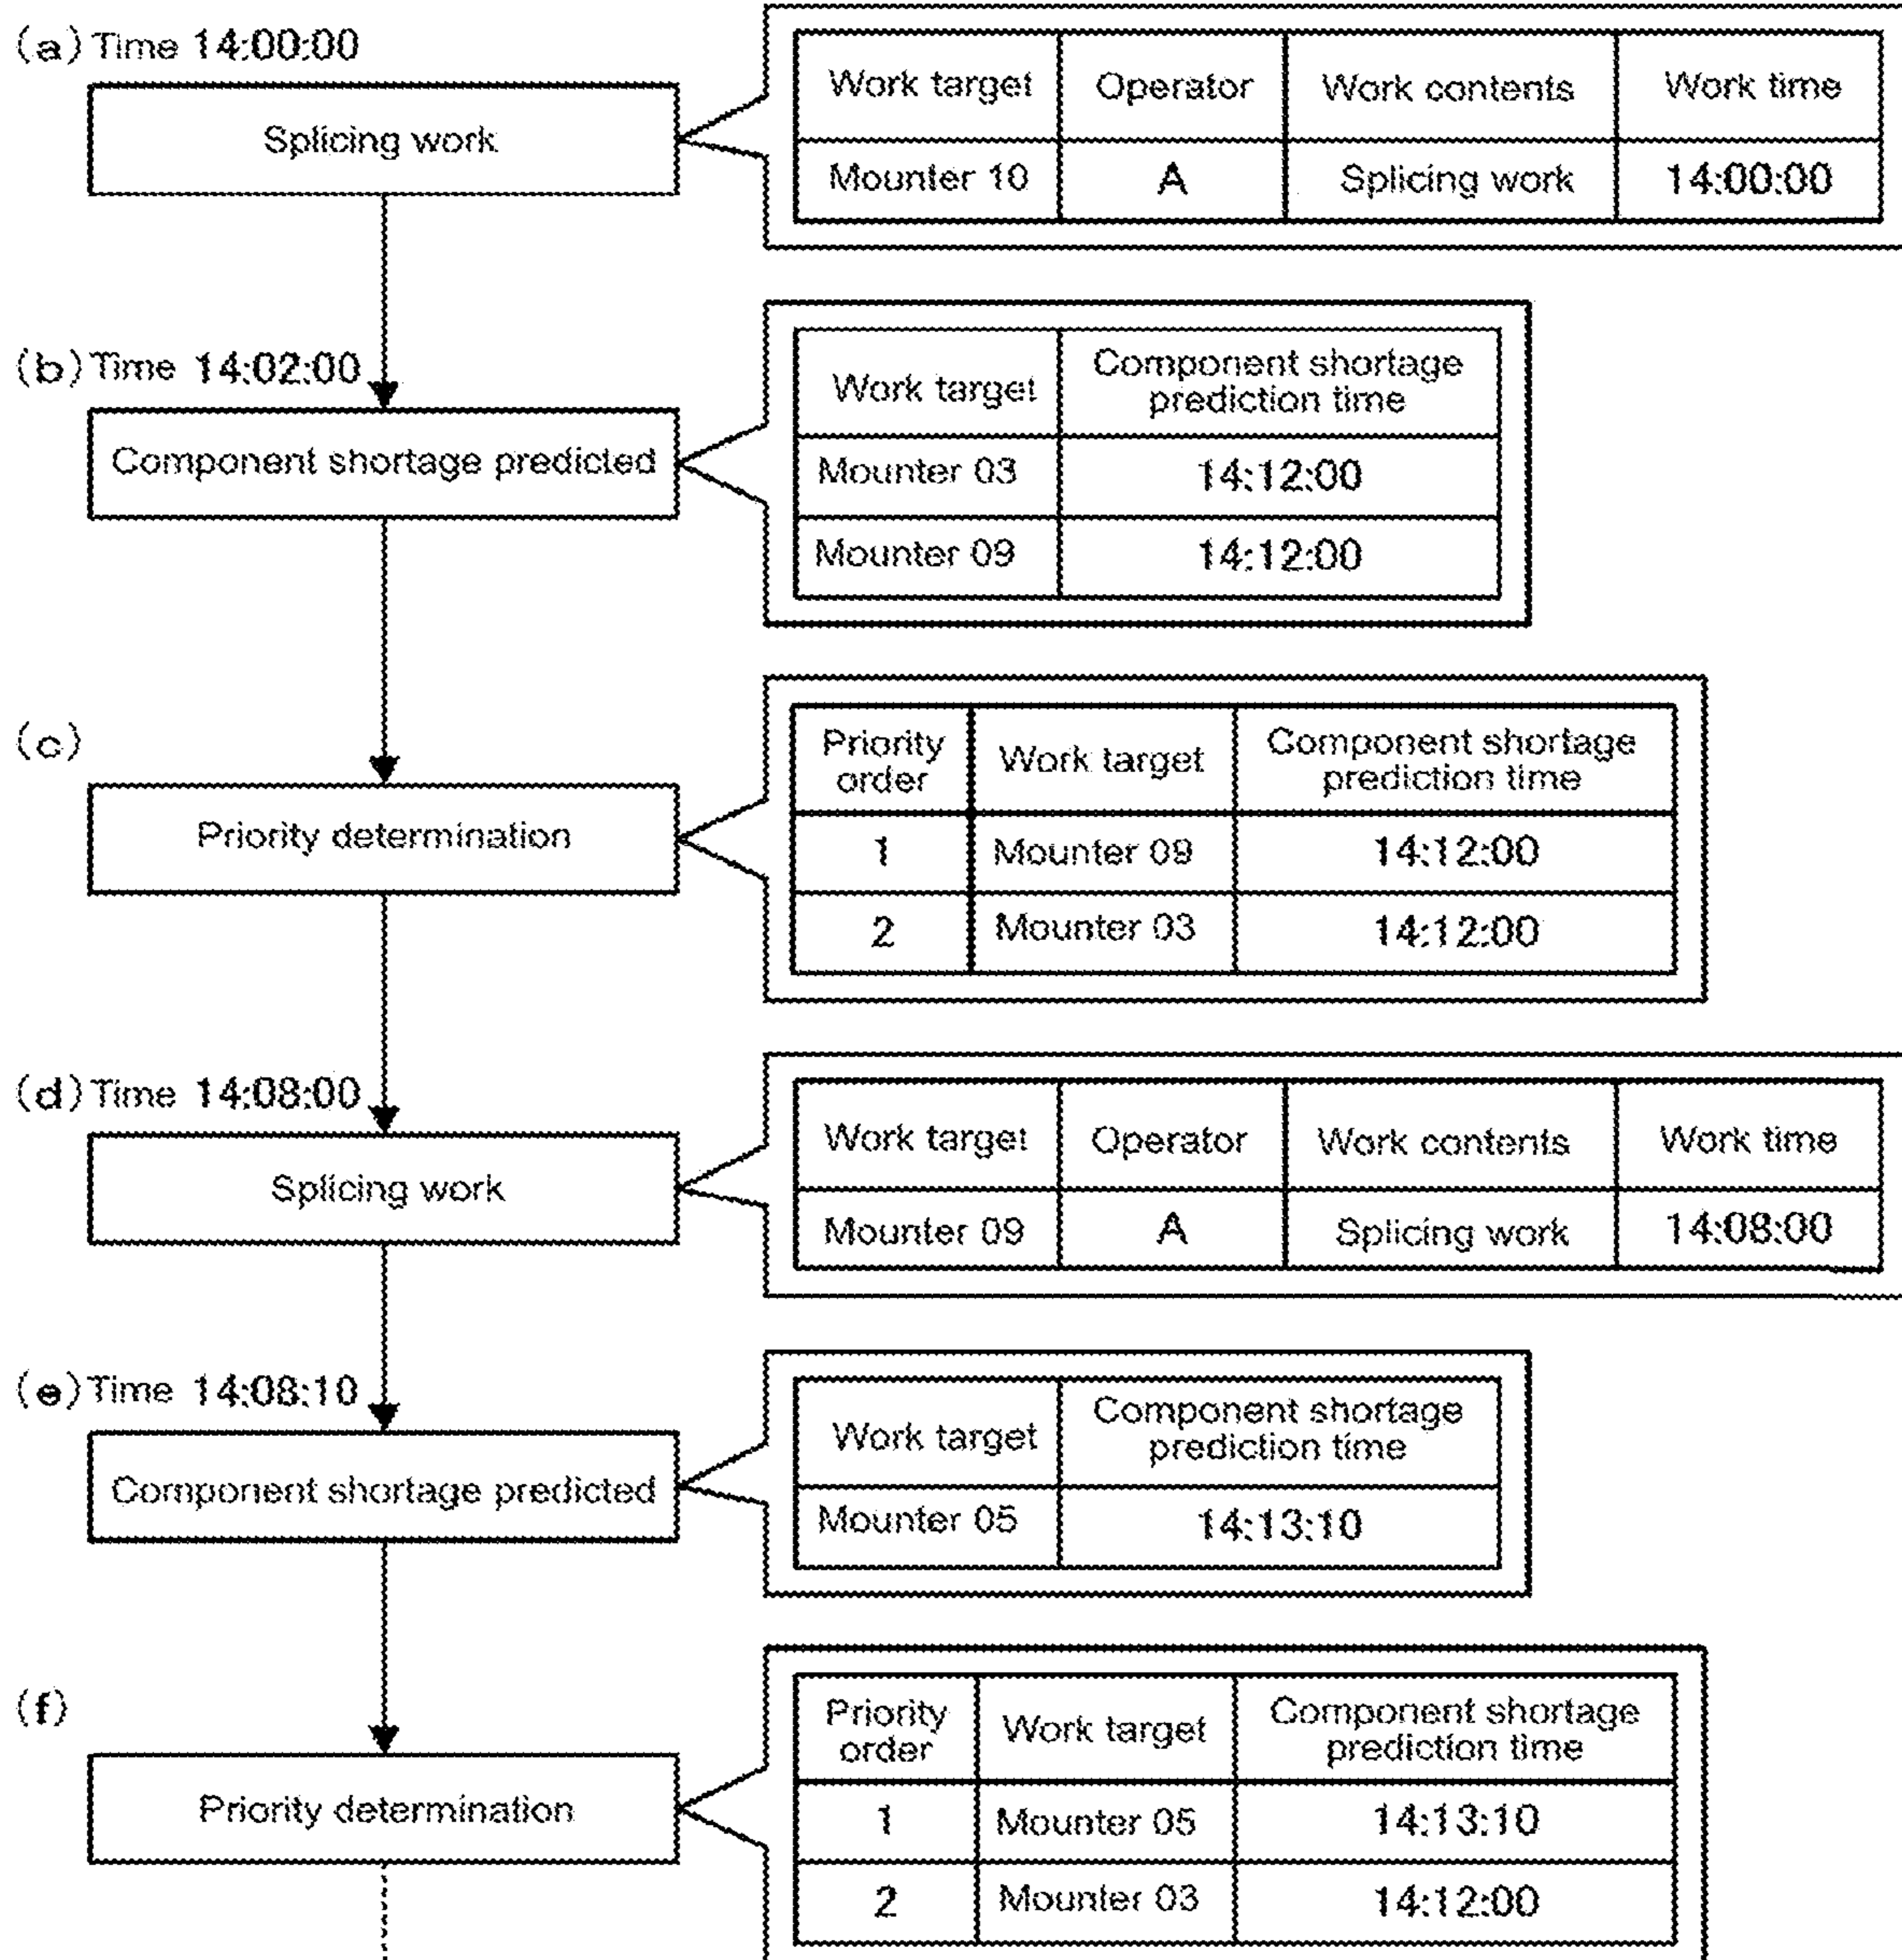 (a) Time 14:00:00
Splicing work
Work target Operator Work contents Work time
Mounter 10 A Splicing work 14:00:00
(b) Time 14:02:00
Component shortage predicted
Work target Component shortage prediction time
Mounter 03 14:12:00
Mounter 09 14:12:00
(c)
Priority determination
Priority order Work target Component shortage prediction time
1 Mounter 09 14:12:00
2 Mounter 03 14:12:00
(d) Time 14:08:00
Splicing work
Work target Operator Work contents Work time
Mounter 09 A Splicing work 14:08:00
(e) Time 14:08:10
Component shortage predicted
Work target Component shortage prediction time
Mounter 05 14:13:10
(f)
Priority determination
Priority order Work target Component shortage prediction time
1 Mounter 05 14:13:10
2 Mounter 03 14:12:00